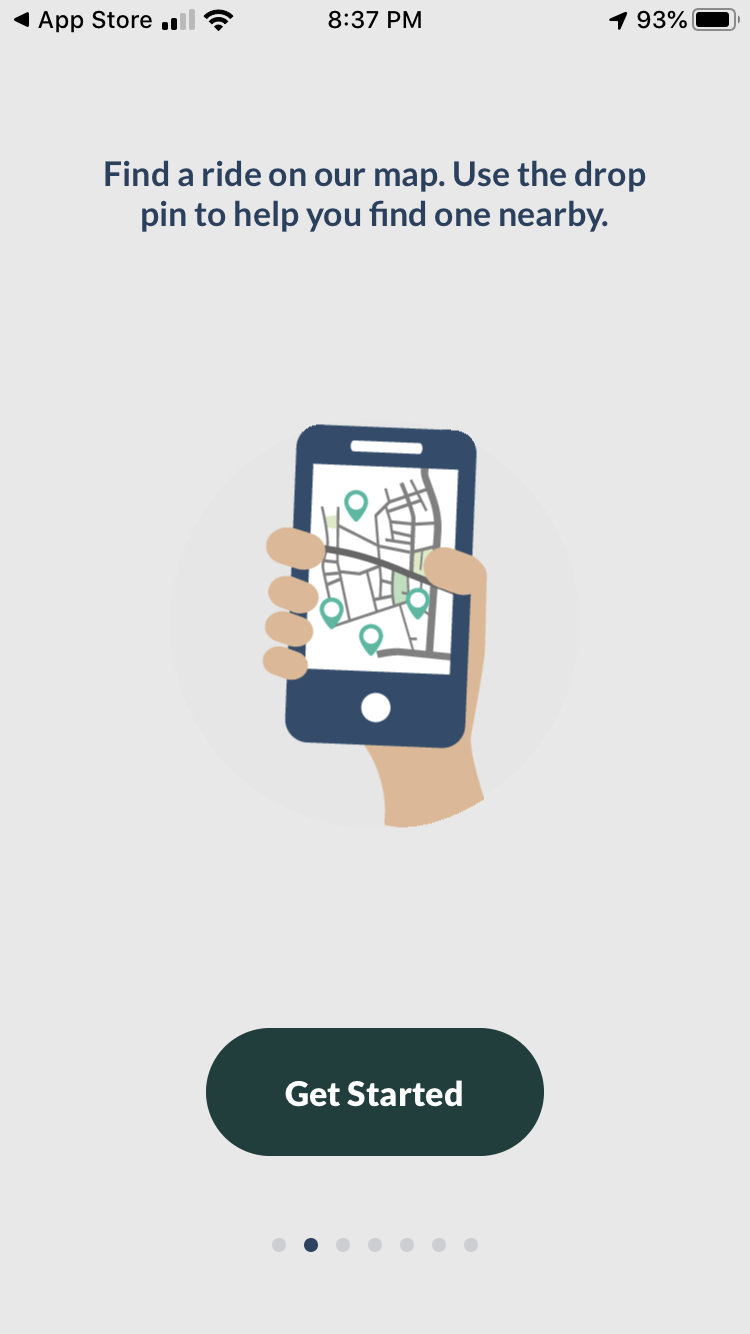 App Store 8:37 PM 93%
Find a ride on our map. Use the drop
pin to help you find one nearby.
Get Started